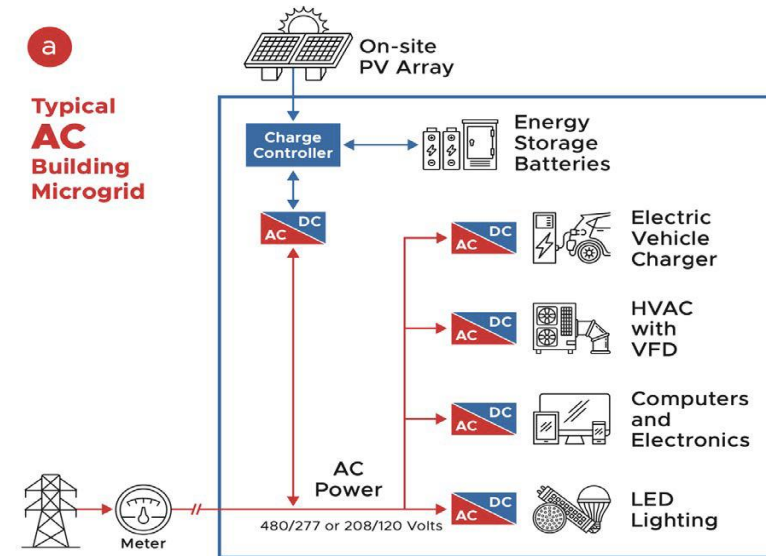 a
Typical
AC
Building
Microgrid
On-site
PV Array
Charge
Controller
Energy
Storage
Batteries
DC
AC
DC
AC
Electric
Vehicle
Charger
DC
AC
HVAC
with
VFD
DC
AC
Computers
and
Electronics
AC
Power
480/277 or 208/120 Volts
DC
AC
LED
Lighting
Meter